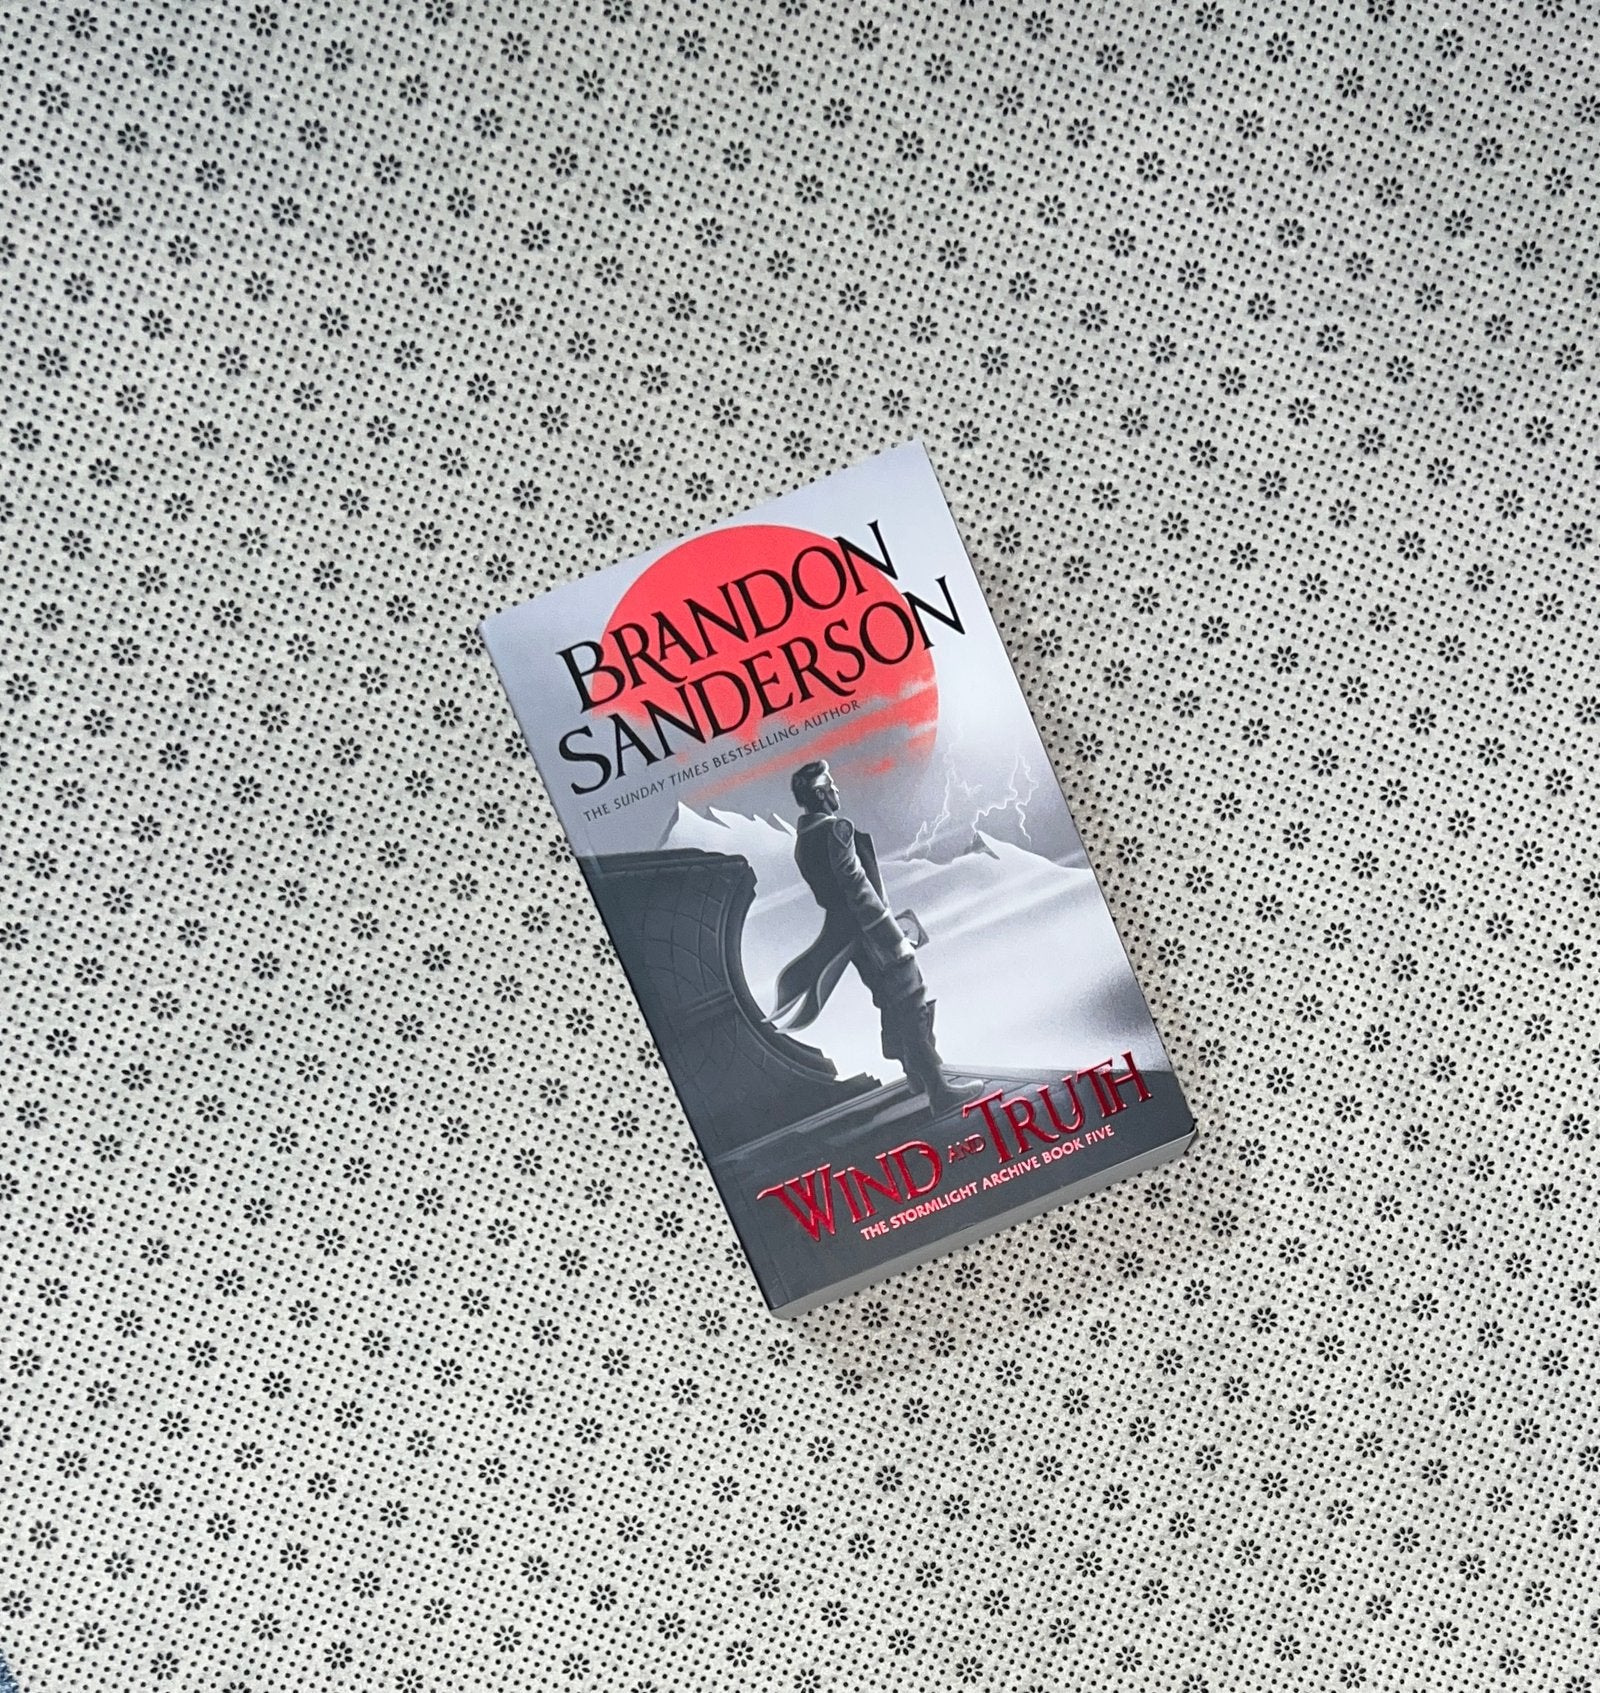 BRANDON
SANDERSON
THE SUNDAY TIMES BESTSELLING AUTHOR
WIND AND TRUTH
THE STORMLIGHT ARCHIVE BOOK FIVE